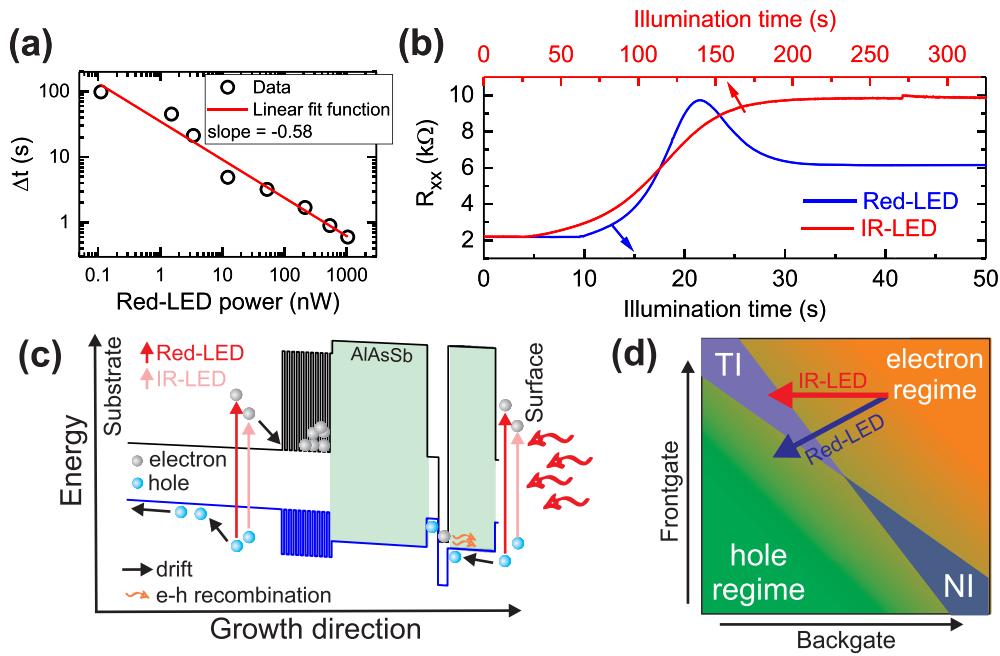 (a)
100
10
1
Δt (s)
0.1
1
10
100
1000
Red-LED power (nW)
Data
Linear fit function
slope = -0.58
(b)
Illumination time (s)
0
50
100
150
200
250
300
10
8
6
4
2
Rxx (kΩ)
Red-LED
IR-LED
0
10
20
30
40
50
Illumination time (s)
(c)
Energy
Substrate
Red-LED
IR-LED
AlAsSb
Surface
electron
hole
drift
e-h recombination
Growth direction
(d)
TI
electron
regime
IR-LED
Red-LED
hole
regime
NI
Frontgate
Backgate